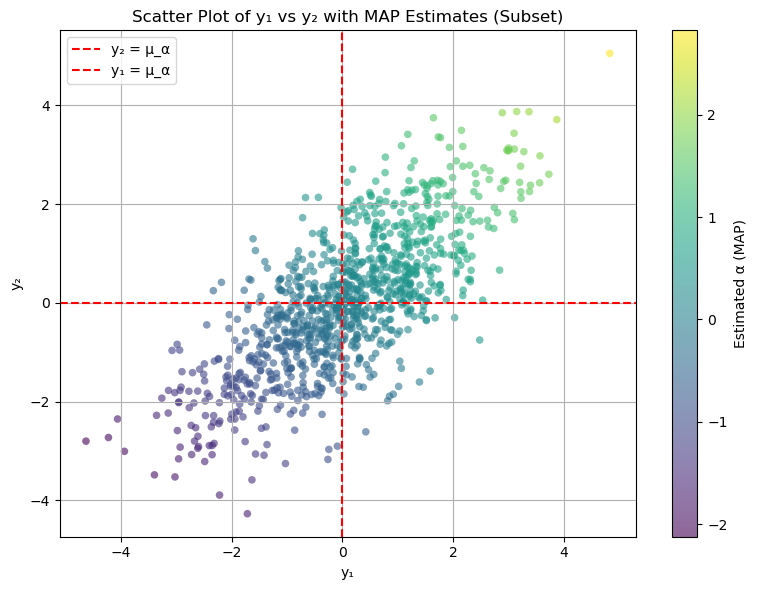 Scatter Plot of y₁ vs y₂ with MAP Estimates (Subset)
y₂ = μ_α
y₁ = μ_α
4
2
0
−2
−4
y₂
−4
−2
0
2
4
y₁
2
1
0
−1
−2
Estimated α (MAP)